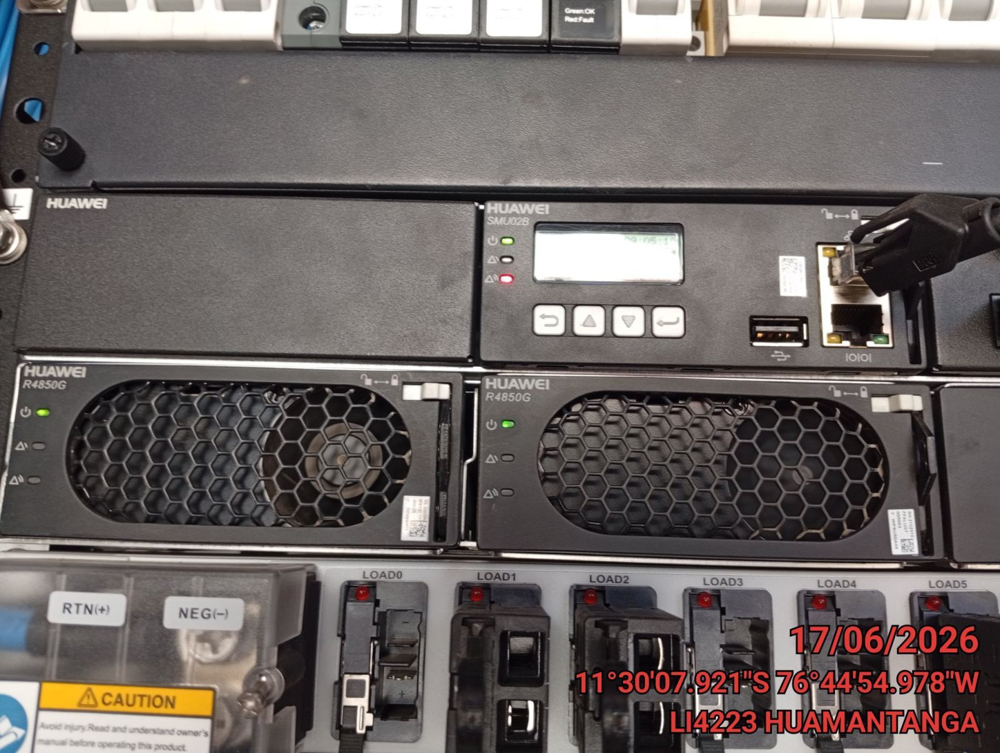 Green:OK
Red:Fault
HUAWEI
HUAWEI
SMU02B
HUAWEI
R4850G
HUAWEI
R4850G
LOAD0
LOAD1
LOAD2
LOAD3
LOAD4
LOAD5
RTN(+)
NEG(−)
CAUTION
Avoid injury.Read and understand owner's
manual before operating this product.
17/06/2026
11°30'07.921"S 76°44'54.978"W
LI4223 HUAMANTANGA